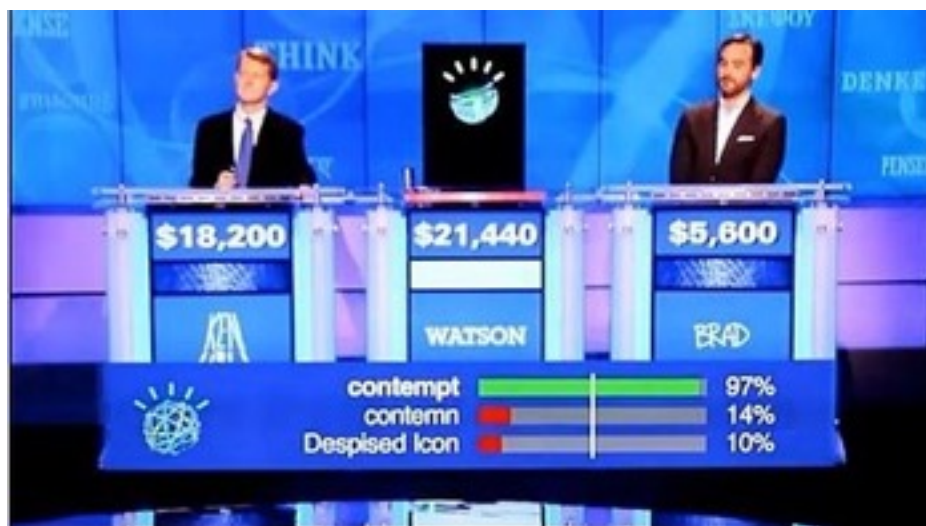 THINK
DENKE
PENSE
$18,200
$21,440
$5,600
KEN
WATSON
BRAD
contempt 97%
contemn 14%
Despised Icon 10%